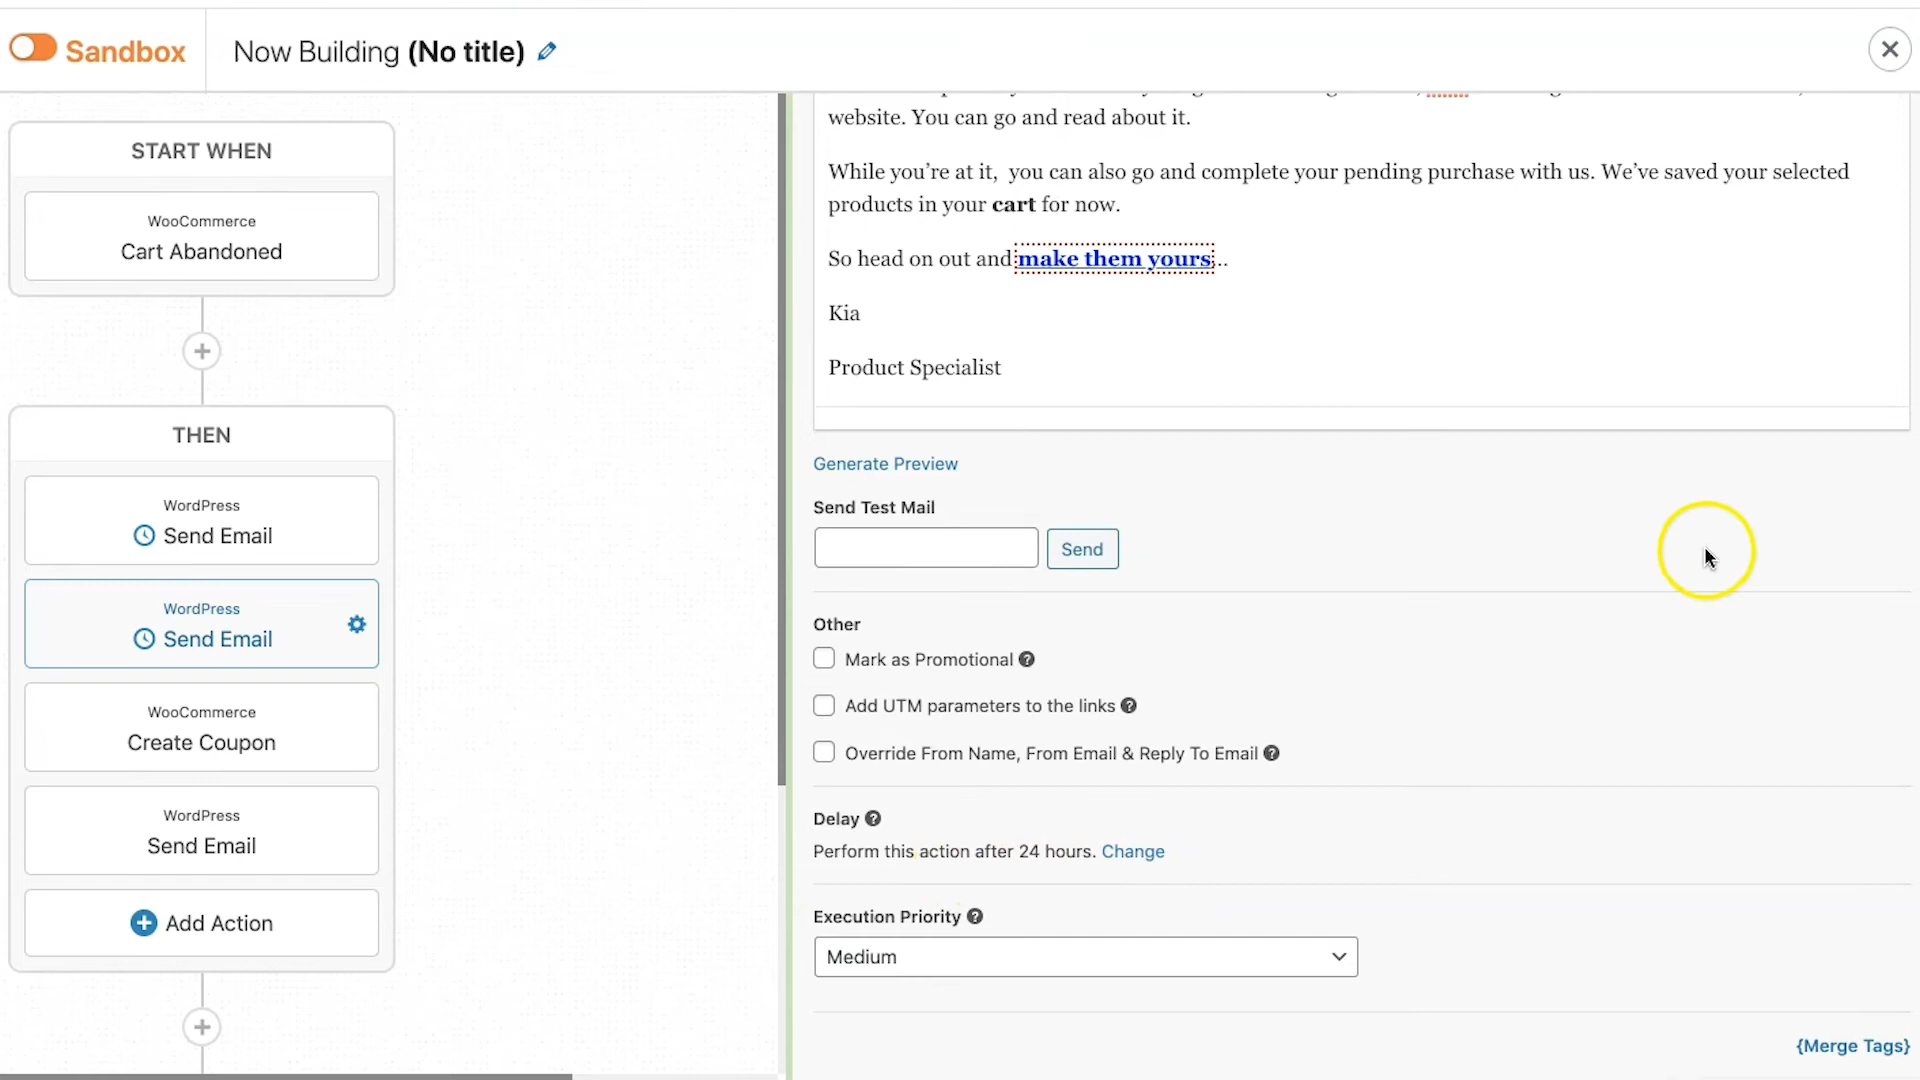 Sandbox
Now Building (No title)
START WHEN
WooCommerce
Cart Abandoned
THEN
WordPress
Send Email
WordPress
Send Email
WooCommerce
Create Coupon
WordPress
Send Email
Add Action
website. You can go and read about it.
While you’re at it,  you can also go and complete your pending purchase with us. We’ve saved your selected
products in your cart for now.
So head on out and make them yours...
Kia
Product Specialist
Generate Preview
Send Test Mail
Send
Other
Mark as Promotional
Add UTM parameters to the links
Override From Name, From Email & Reply To Email
Delay
Perform this action after 24 hours. Change
Execution Priority
Medium
{Merge Tags}